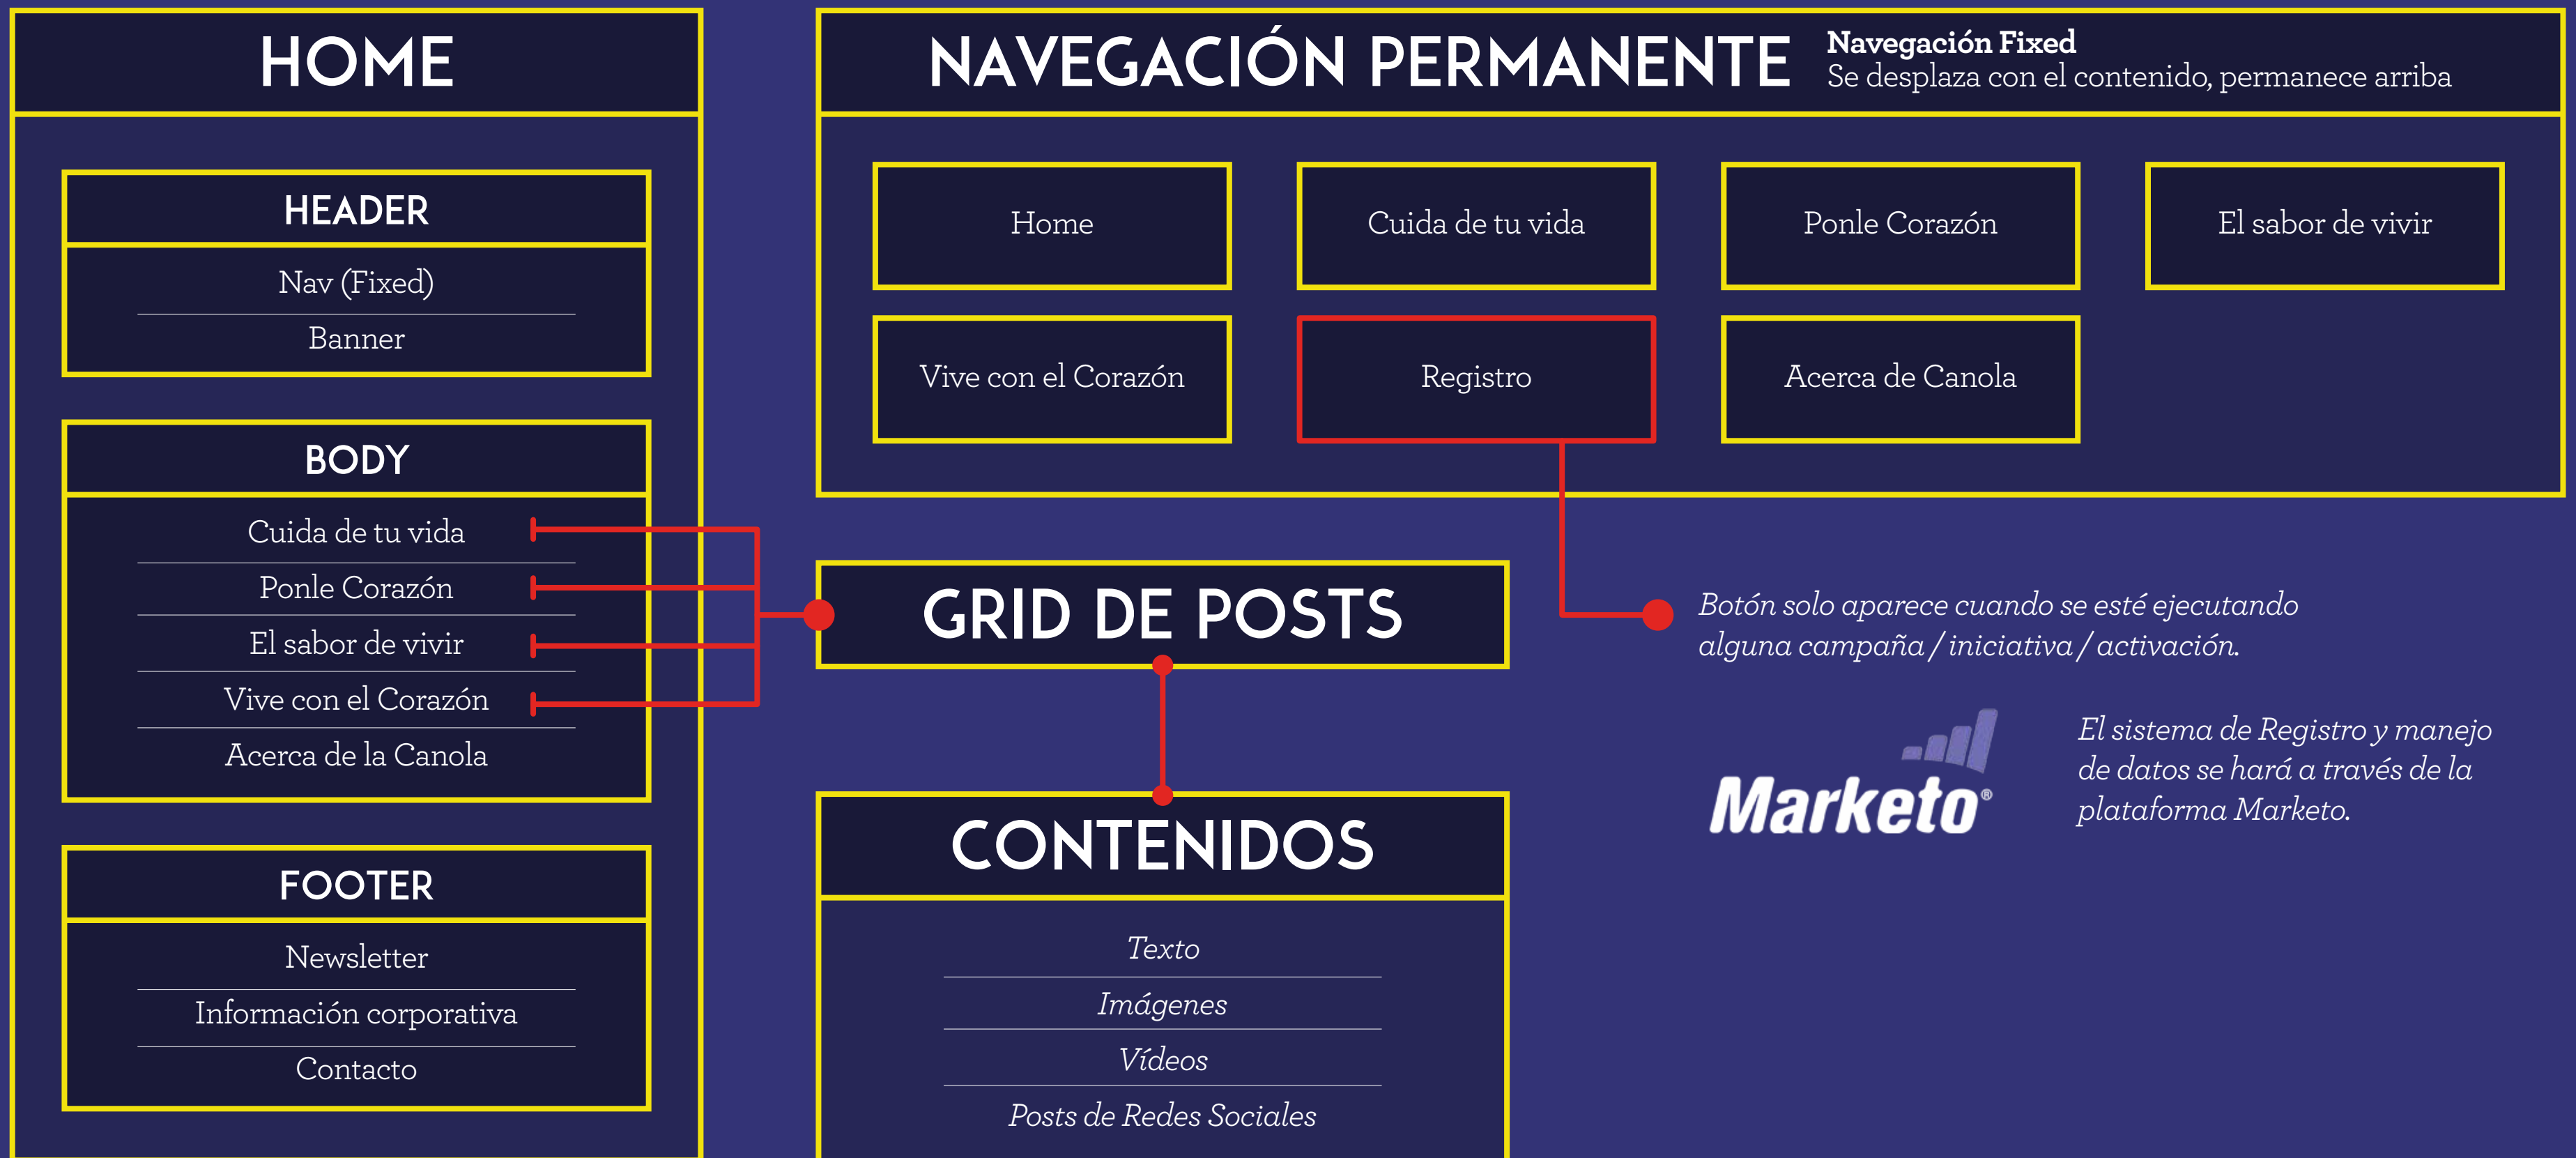 HOME
HEADER
Nav (Fixed)
Banner
BODY
Cuida de tu vida
Ponle Corazón
El sabor de vivir
Vive con el Corazón
Acerca de la Canola
FOOTER
Newsletter
Información corporativa
Contacto
NAVEGACIÓN PERMANENTE
Navegación Fixed
Se desplaza con el contenido, permanece arriba
Home
Cuida de tu vida
Ponle Corazón
El sabor de vivir
Vive con el Corazón
Registro
Acerca de Canola
GRID DE POSTS
CONTENIDOS
Texto
Imágenes
Vídeos
Posts de Redes Sociales
Botón solo aparece cuando se esté ejecutando
alguna campaña / iniciativa / activación.
Marketo®
El sistema de Registro y manejo
de datos se hará a través de la
plataforma Marketo.